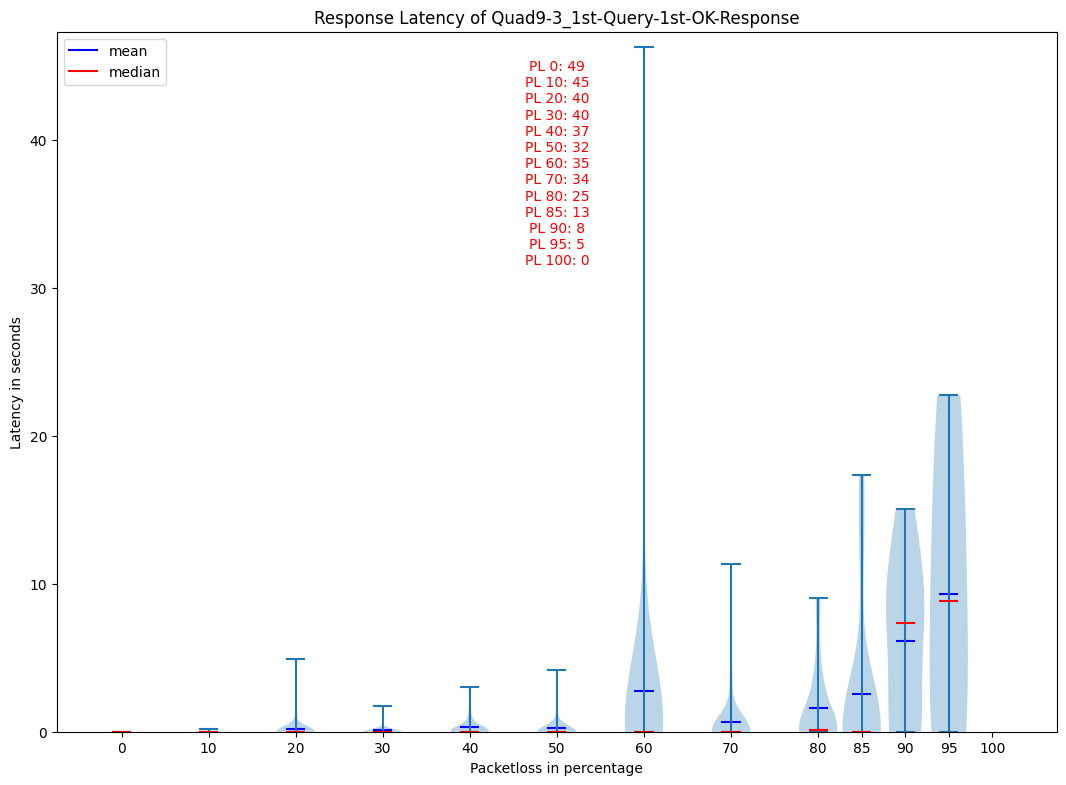 Response Latency of Quad9-3_1st-Query-1st-OK-Response
mean
median
PL 0: 49
PL 10: 45
PL 20: 40
PL 30: 40
PL 40: 37
PL 50: 32
PL 60: 35
PL 70: 34
PL 80: 25
PL 85: 13
PL 90: 8
PL 95: 5
PL 100: 0
Latency in seconds
40
30
20
10
0
0 10 20 30 40 50 60 70 80 85 90 95 100
Packetloss in percentage